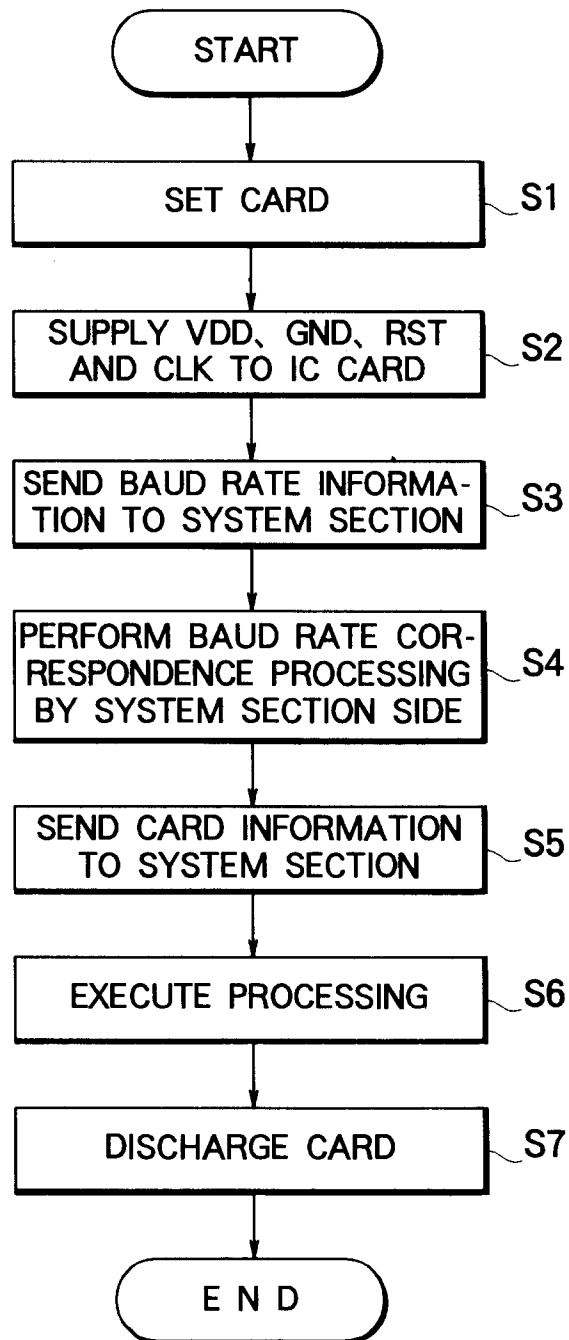 START
SET CARD
S1
SUPPLY VDD、GND、RST
AND CLK TO IC CARD
S2
SEND BAUD RATE INFORMA-
TION TO SYSTEM SECTION
S3
PERFORM BAUD RATE COR-
RESPONDENCE PROCESSING
BY SYSTEM SECTION SIDE
S4
SEND CARD INFORMATION
TO SYSTEM SECTION
S5
EXECUTE PROCESSING
S6
DISCHARGE CARD
S7
E N D